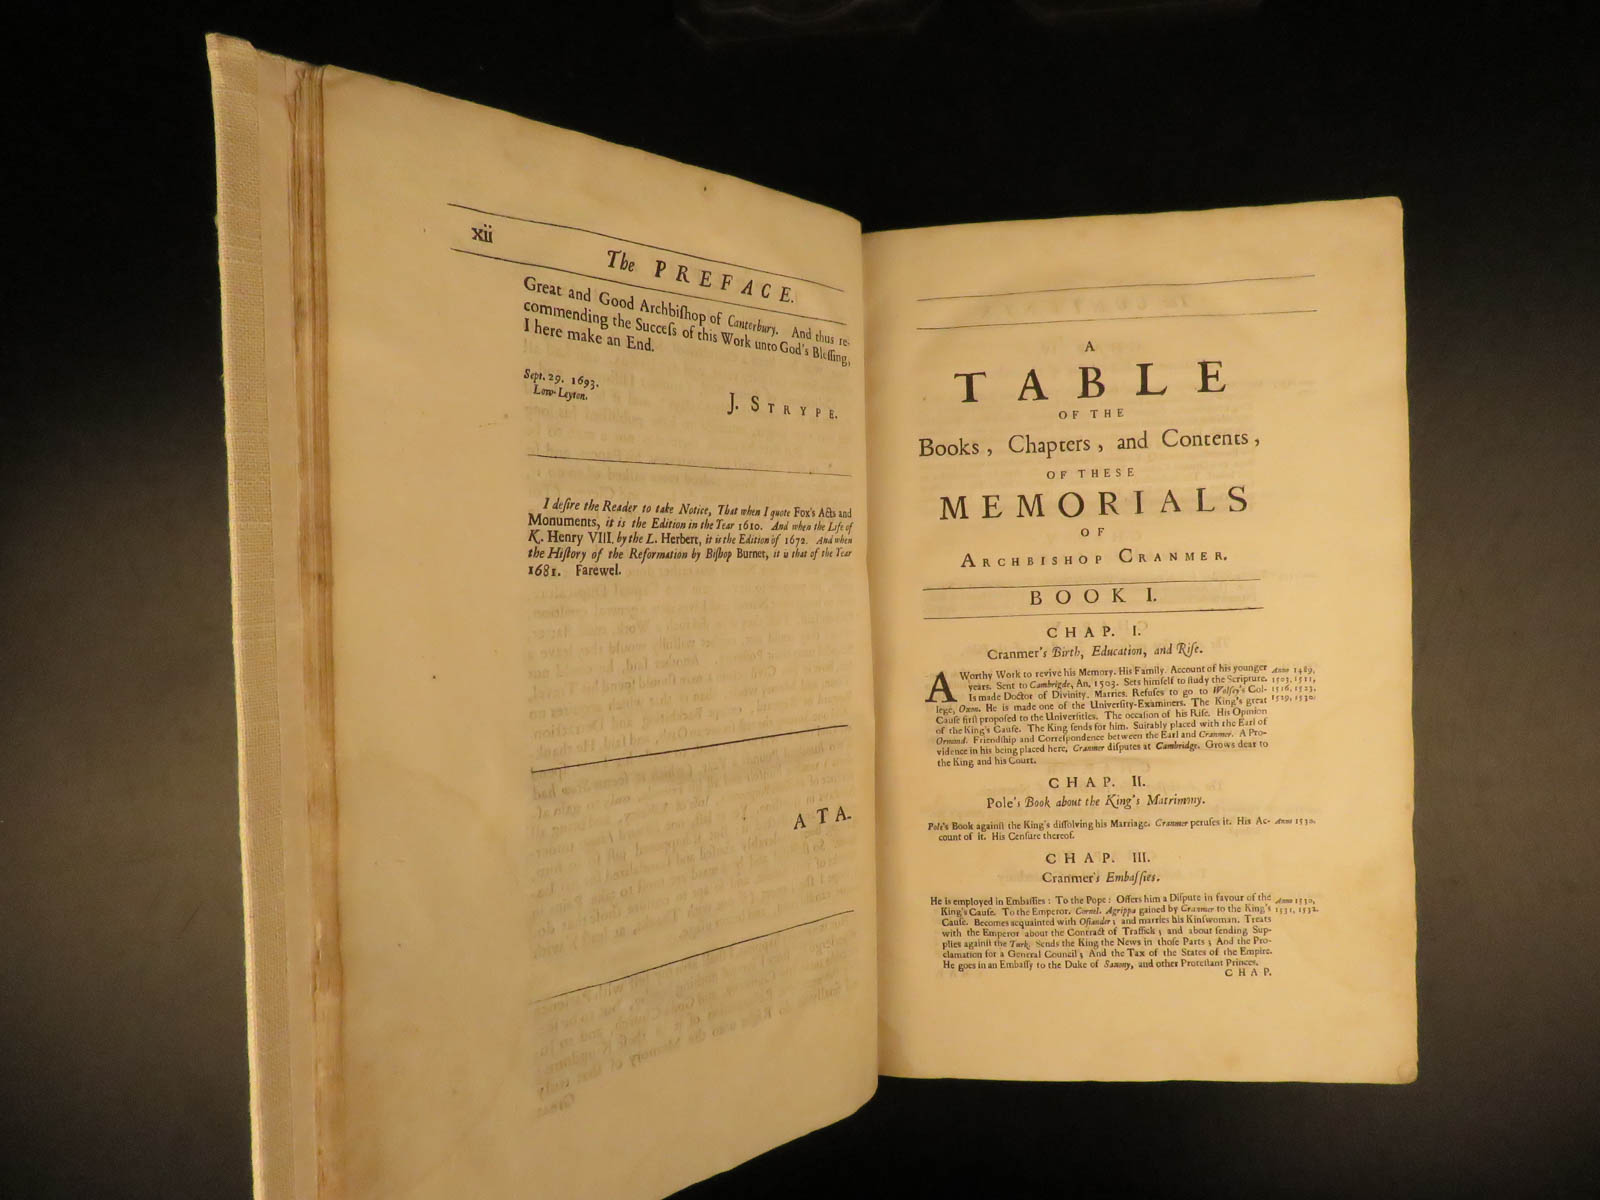 xii
The PREFACE.
Great and Good Archbiſhop of Canterbury. And thus re-
commending the Succeſs of this Work unto God's Bleſſing,
I here make an End.
Sept. 29. 1693.
Low-Leyton.
J. STRYPE.
I deſire the Reader to take Notice, That when I quote Fox's Acts and
Monuments, it is the Edition in the Year 1610. And when the Life of
K. Henry VIII. by the L. Herbert, it is the Edition of 1672. And when
the Hiſtory of the Reformation by Biſhop Burnet, it is that of the Year
1681. Farewel.
ATA.
A
TABLE
OF THE
Books, Chapters, and Contents,
OF THESE
MEMORIALS
OF
ARCHBISHOP CRANMER.
BOOK I.
CHAP. I.
Cranmer's Birth, Education, and Riſe.
A Worthy Work to revive his Memory. His Family. Account of his younger Anno 1489,
years. Sent to Cambrigde, An. 1503. Sets himſelf to ſtudy the Scripture. 1503, 1511,
Is made Doctor of Divinity. Marries. Refuſes to go to Wolſey's Col- 1516, 1523,
lege, Oxon. He is made one of the Univerſity-Examiners. The King's great 1529, 1530.
Cauſe firſt propoſed to the Univerſities. The occaſion of his Riſe. His Opinion
of the King's Cauſe. The King ſends for him. Suitably placed with the Earl of
Ormond. Friendſhip and Correſpondence between the Earl and Cranmer. A Pro-
vidence in his being placed here, Cranmer diſputes at Cambridge. Grows dear to
the King and his Court.
CHAP. II.
Pole's Book about the King's Matrimony.
Pole's Book againſt the King's diſſolving his Marriage. Cranmer peruſes it. His Ac- Anno 1530.
count of it. His Cenſure thereof.
CHAP. III.
Cranmer's Embaſſies.
He is employed in Embaſſies: To the Pope: Offers him a Diſpute in favour of the Anno 1530,
King's Cauſe. To the Emperor. Cornel. Agrippa gained by Cranmer to the King's 1531, 1532.
Cauſe. Becomes acquainted with Oſiander; and marries his Kinſwoman. Treats
with the Emperor about the Contract of Traffick; and about ſending Sup-
plies againſt the Turk. Sends the King the News in thoſe Parts; And the Pro-
clamation for a General Council; And the Tax of the States of the Empire.
He goes in an Embaſſy to the Duke of Saxony, and other Proteſtant Princes.
CHAP.